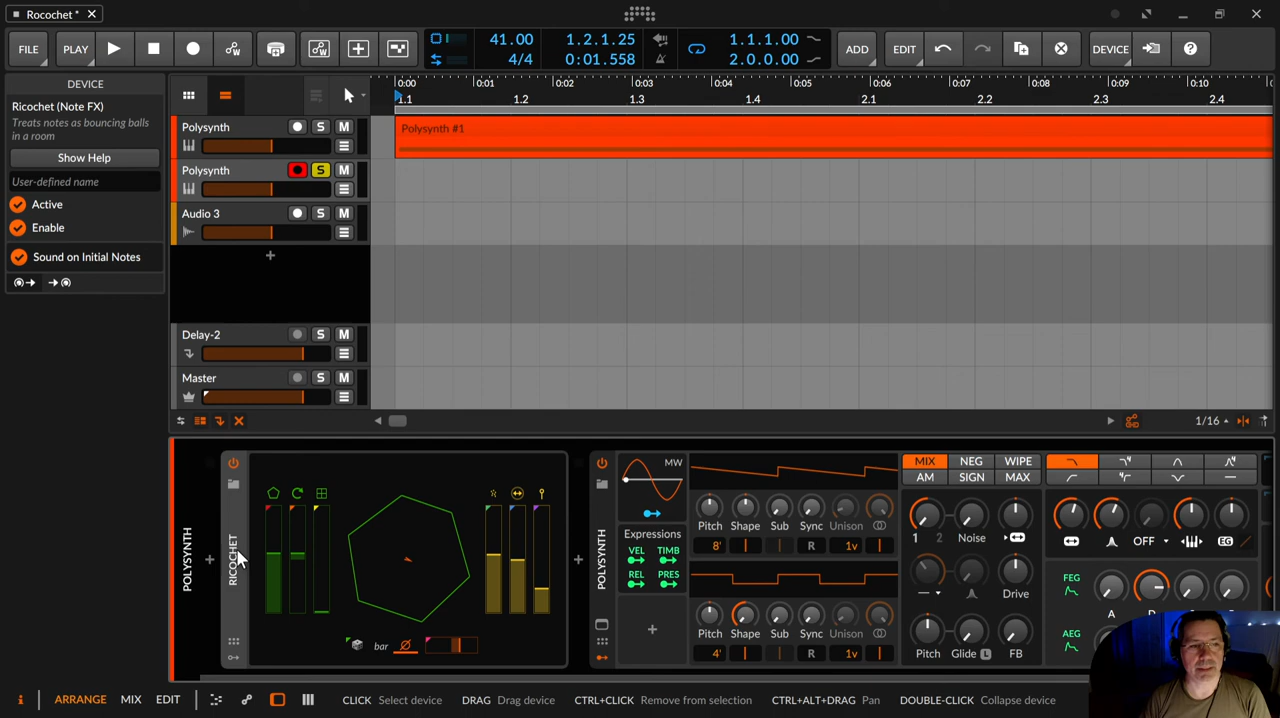 Ricochet *
FILE
PLAY
41.00
4/4
1.2.1.25
0:01.558
1.1.1.00
2.0.0.00
ADD
EDIT
DEVICE
DEVICE
Ricochet (Note FX)
Treats notes as bouncing balls
in a room
Show Help
User-defined name
Active
Enable
Sound on Initial Notes
0:00 0:01 0:02 0:03 0:04 0:05 0:06 0:07 0:08 0:09 0:10
1.1 1.2 1.3 1.4 2.1 2.2 2.3 2.4
Polysynth S M
Polysynth #1
Polysynth S M
Audio 3 S M
+
Delay-2 S M
Master S M
1/16
POLYSYNTH
RICOCHET
bar
POLYSYNTH
MW
VEL TIMB
REL PRES
Pitch Shape Sub Sync Unison
8' R 1v
Pitch Shape Sub Sync Unison
4' R 1v
MIX NEG WIPE
AM SIGN MAX
1 2 Noise
Drive
Pitch Glide L FB
OFF EG
FEG
A
AEG
i ARRANGE MIX EDIT
CLICK Select device DRAG Drag device CTRL+CLICK Remove from selection CTRL+ALT+DRAG Pan DOUBLE-CLICK Collapse device